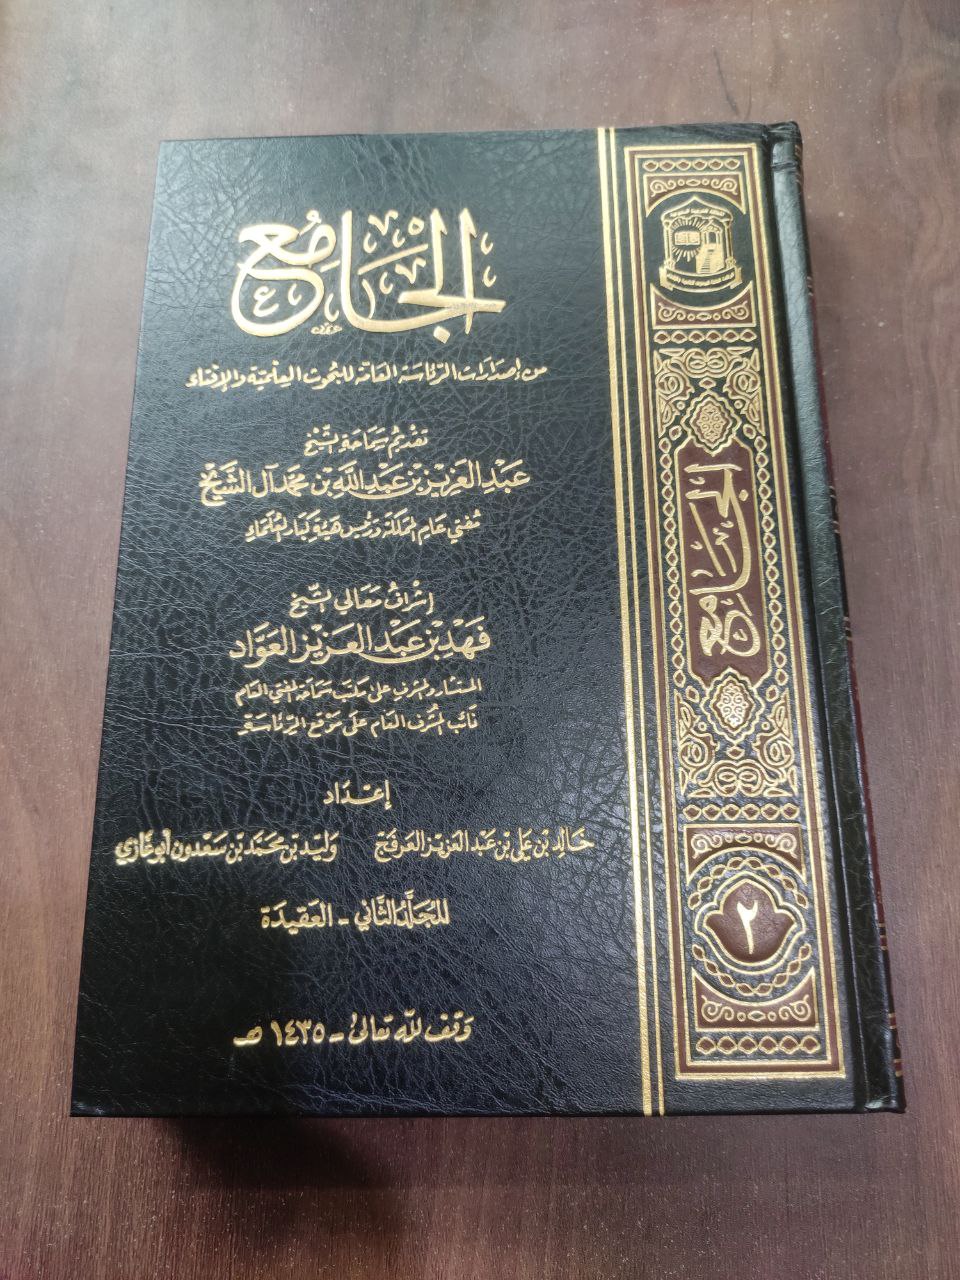 الجامع
من إصدارات الرئاسة العامة للبحوث العلمية والإفتاء
تقديم سماحة الشيخ
عبد العزيز بن عبد الله بن محمد آل الشيخ
مفتي عام المملكة ورئيس هيئة كبار العلماء
إشراف معالي الشيخ
فهد بن عبد العزيز العواد
المستشار والمشرف على مكتب سماحة المفتي العام
نائب المشرف العام على موقع الرئاسة
إعداد
خالد بن علي بن عبد العزيز العرفج وليد بن محمد بن سعدون أبو غازي
المجلد الثاني - العقيدة
وقف لله تعالى - ١٤٣٥ هـ
الجامع
٢